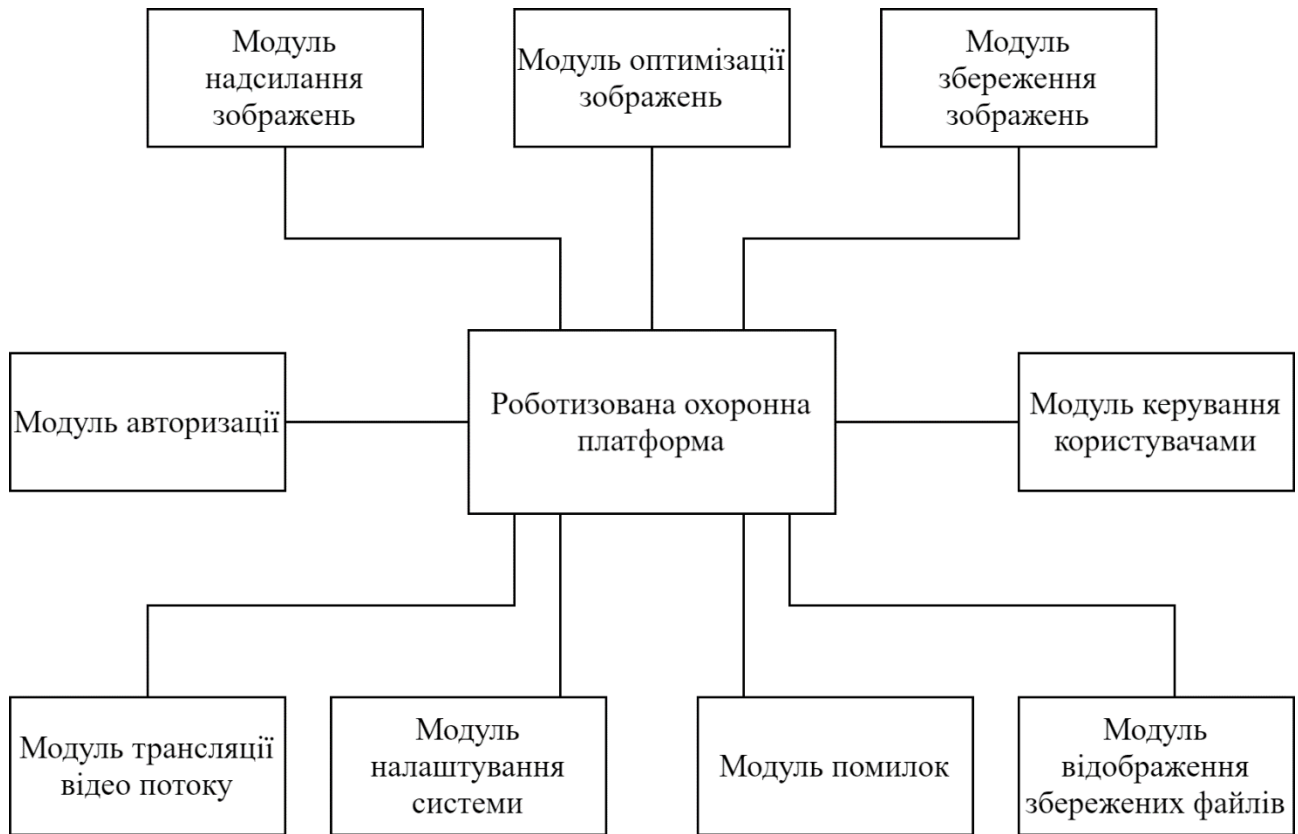 Модуль
надсилання
зображень
Модуль оптимізації
зображень
Модуль
збереження
зображень
Модуль авторизації
Роботизована охоронна
платформа
Модуль керування
користувачами
Модуль трансляції
відео потоку
Модуль
налаштування
системи
Модуль помилок
Модуль
відображення
збережених файлів